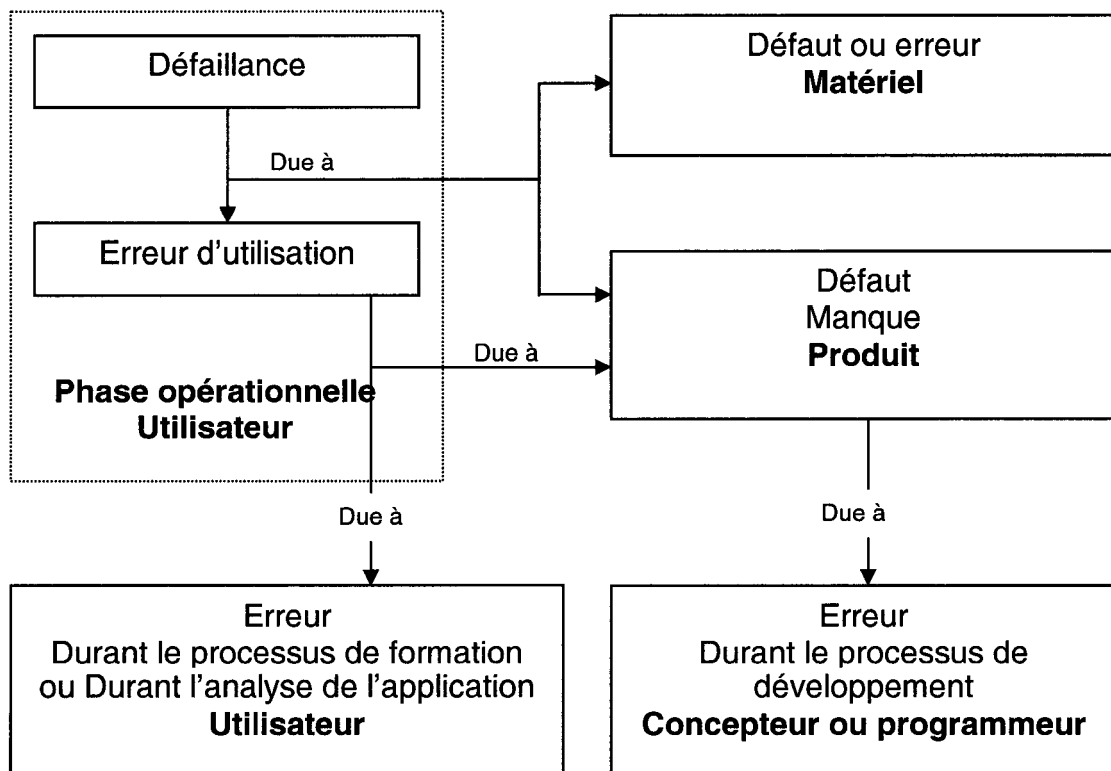 Défaillance
Due à
Erreur d'utilisation
Phase opérationnelle
Utilisateur
Défaut ou erreur
Matériel
Défaut
Manque
Produit
Due à
Due à
Due à
Erreur
Durant le processus de formation
ou Durant l'analyse de l'application
Utilisateur
Erreur
Durant le processus de
développement
Concepteur ou programmeur